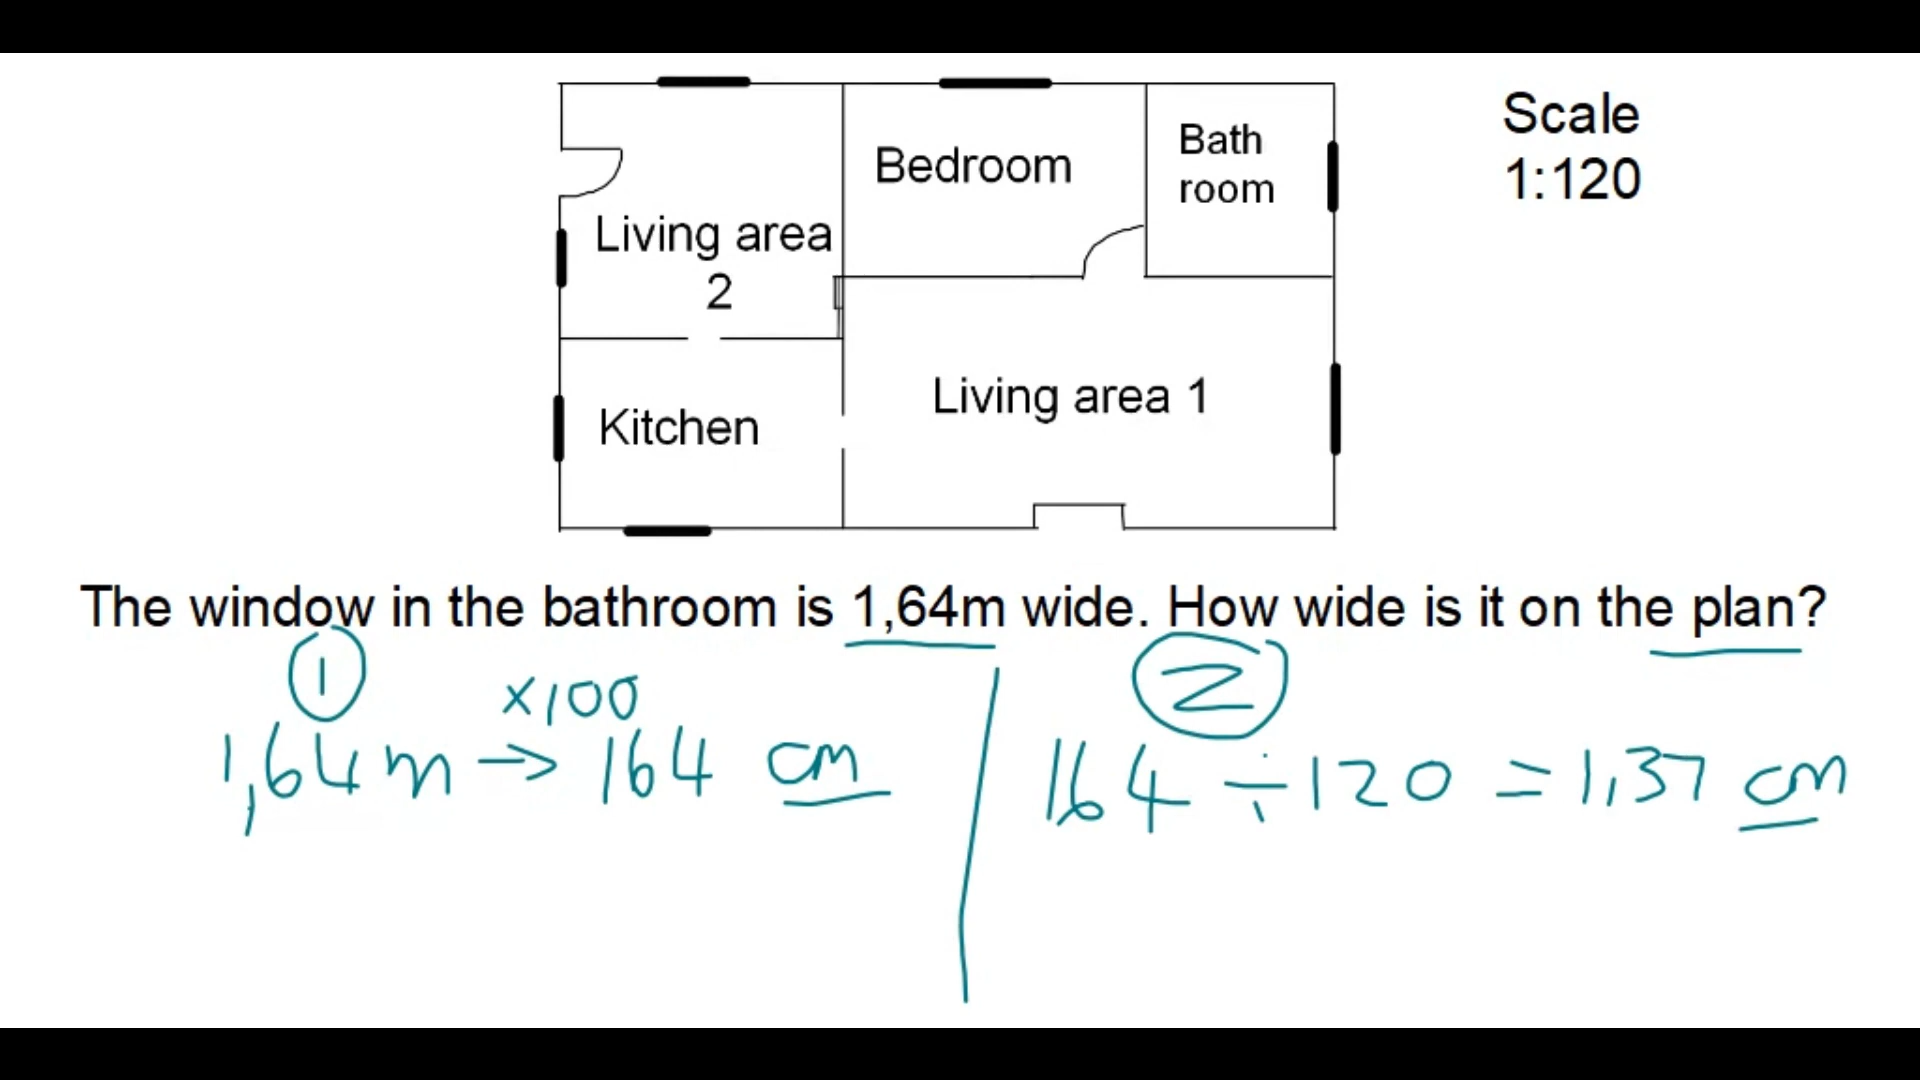 Scale
1:120
Bath
room
Bedroom
Living area
2
Living area 1
Kitchen
The window in the bathroom is 1,64m wide. How wide is it on the plan?
1
x100
1,64 m → 164 cm
2
164 ÷ 120 = 1,37 cm